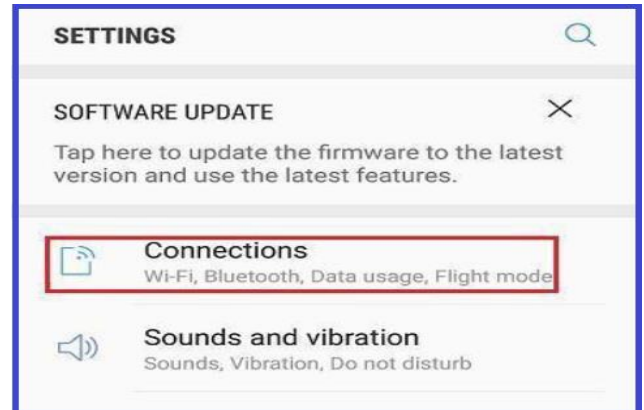 SETTINGS
SOFTWARE UPDATE
Tap here to update the firmware to the latest
version and use the latest features.
Connections
Wi-Fi, Bluetooth, Data usage, Flight mode
Sounds and vibration
Sounds, Vibration, Do not disturb